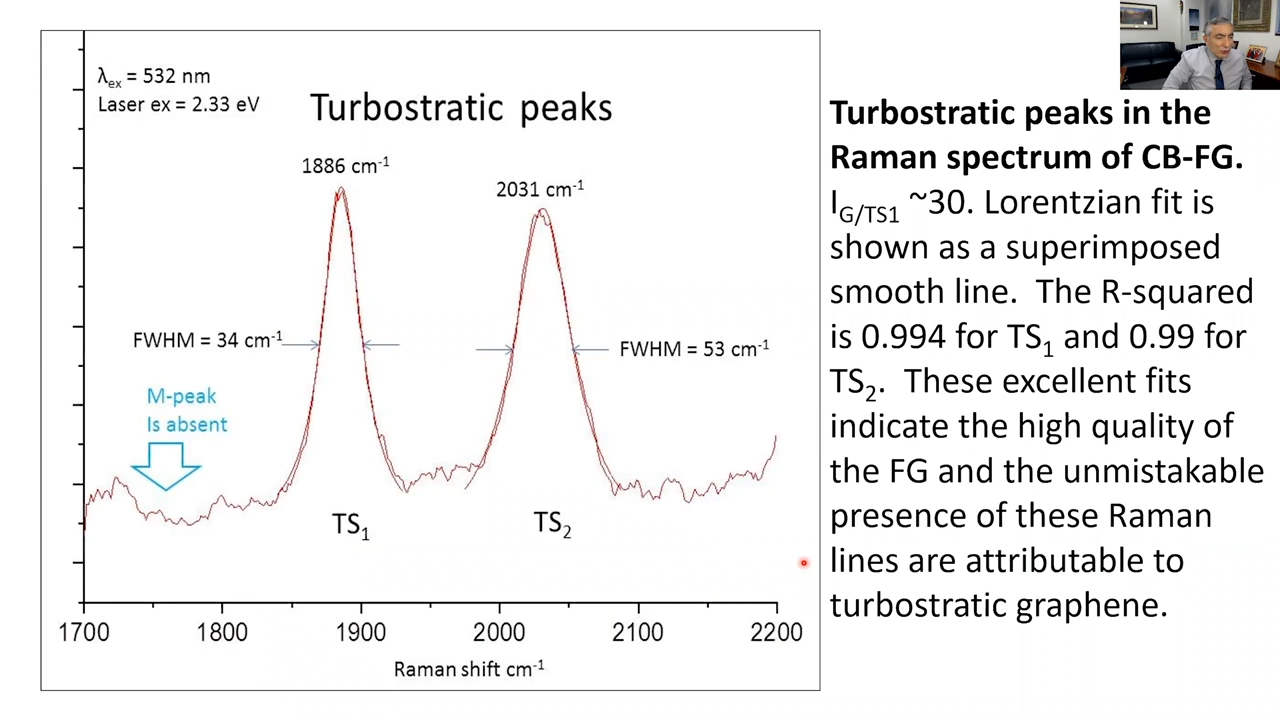 λex = 532 nm
Laser ex = 2.33 eV
Turbostratic peaks
1886 cm-1
2031 cm-1
FWHM = 34 cm-1
FWHM = 53 cm-1
M-peak
Is absent
TS1
TS2
1700
1800
1900
2000
2100
2200
Raman shift cm-1
Turbostratic peaks in the
Raman spectrum of CB-FG.
IG/TS1 ~30. Lorentzian fit is
shown as a superimposed
smooth line. The R-squared
is 0.994 for TS1 and 0.99 for
TS2. These excellent fits
indicate the high quality of
the FG and the unmistakable
presence of these Raman
lines are attributable to
turbostratic graphene.